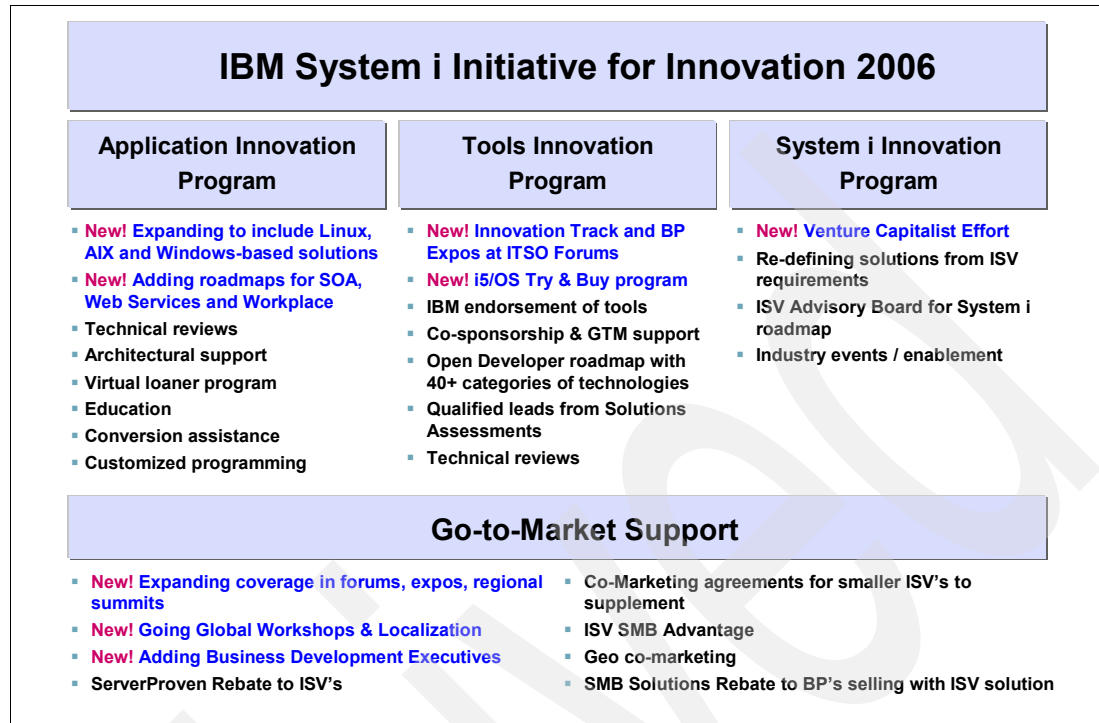 IBM System i Initiative for Innovation 2006
Application Innovation
Program
▪ New! Expanding to include Linux,
AIX and Windows-based solutions
▪ New! Adding roadmaps for SOA,
Web Services and Workplace
▪ Technical reviews
▪ Architectural support
▪ Virtual loaner program
▪ Education
▪ Conversion assistance
▪ Customized programming
Tools Innovation
Program
▪ New! Innovation Track and BP
Expos at ITSO Forums
▪ New! i5/OS Try & Buy program
▪ IBM endorsement of tools
▪ Co-sponsorship & GTM support
▪ Open Developer roadmap with
40+ categories of technologies
▪ Qualified leads from Solutions
Assessments
▪ Technical reviews
System i Innovation
Program
▪ New! Venture Capitalist Effort
▪ Re-defining solutions from ISV
requirements
▪ ISV Advisory Board for System i
roadmap
▪ Industry events / enablement
Go-to-Market Support
▪ New! Expanding coverage in forums, expos, regional
summits
▪ New! Going Global Workshops & Localization
▪ New! Adding Business Development Executives
▪ ServerProven Rebate to ISV's
▪ Co-Marketing agreements for smaller ISV's to
supplement
▪ ISV SMB Advantage
▪ Geo co-marketing
▪ SMB Solutions Rebate to BP's selling with ISV solution